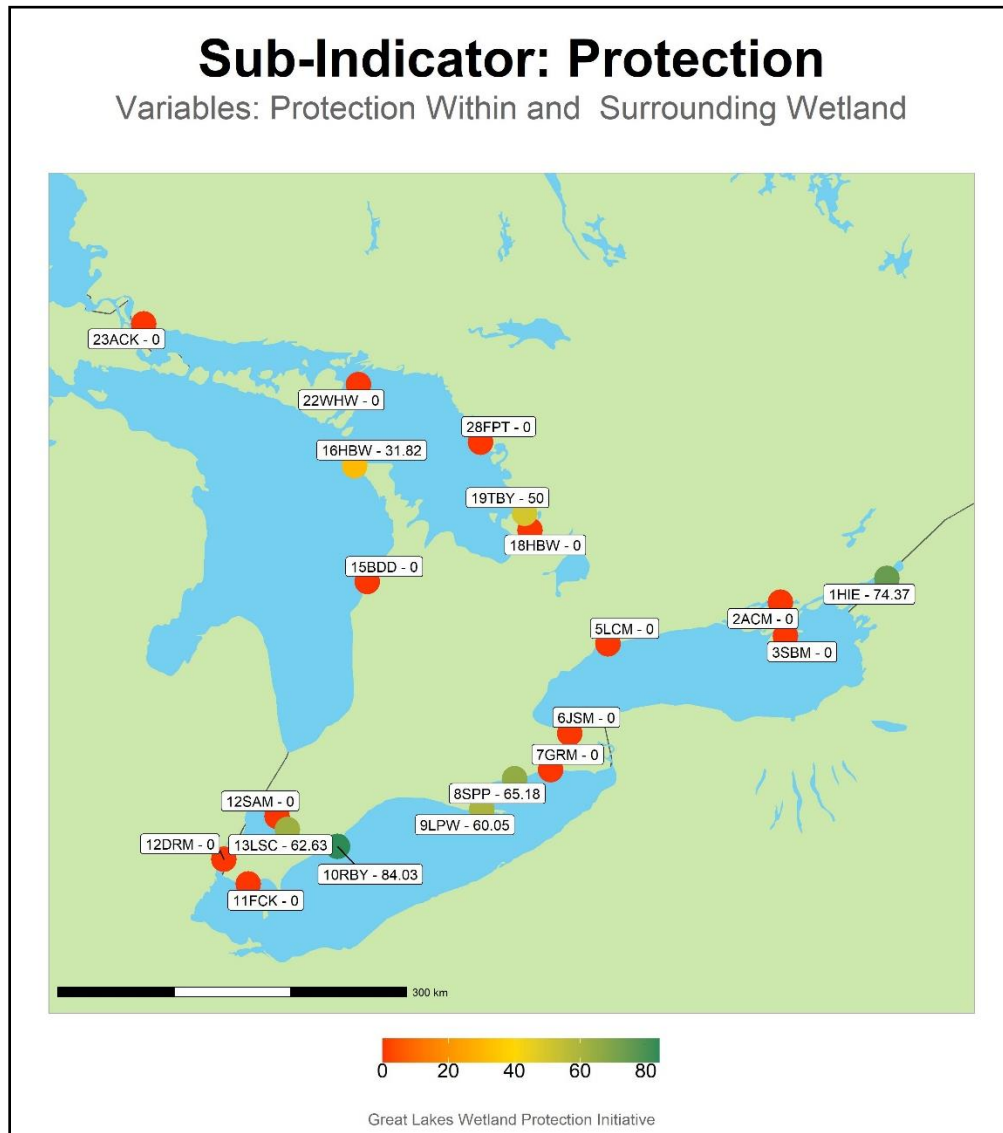 Sub-Indicator: Protection
Variables: Protection Within and Surrounding Wetland
23ACK - 0
22WHW - 0
28FPT - 0
16HBW - 31.82
19TBY - 50
18HBW - 0
15BDD - 0
1HIE - 74.37
2ACM - 0
5LCM - 0
3SBM - 0
6JSM - 0
7GRM - 0
8SPP - 65.18
12SAM - 0
9LPW - 60.05
12DRM - 0
13LSC - 62.63
10RBY - 84.03
11FCK - 0
300 km
0 20 40 60 80
Great Lakes Wetland Protection Initiative